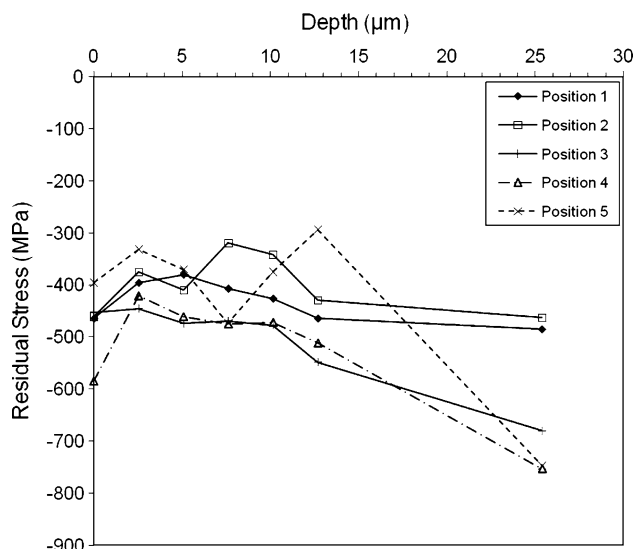 Depth (µm)
0 5 10 15 20 25 30
0
-100
-200
-300
-400
-500
-600
-700
-800
-900
Residual Stress (MPa)
Position 1
Position 2
Position 3
Position 4
Position 5